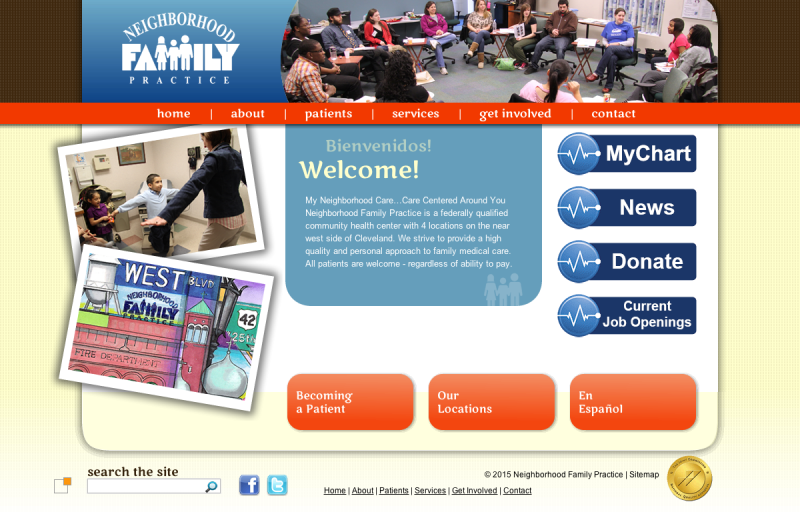 NEIGHBORHOOD
FAMILY
PRACTICE
home | about | patients | services | get involved | contact
Bienvenidos!
Welcome!
My Neighborhood Care...Care Centered Around You
Neighborhood Family Practice is a federally qualified
community health center with 4 locations on the near
west side of Cleveland. We strive to provide a high
quality and personal approach to family medical care.
All patients are welcome - regardless of ability to pay.
MyChart
News
Donate
Current
Job Openings
WEST BLVD
NEIGHBORHOOD
FAMILY
PRACTICE
42
125th
FIRE DEPARTMENT
Becoming
a Patient
Our
Locations
En
Español
search the site
© 2015 Neighborhood Family Practice | Sitemap
Home | About | Patients | Services | Get Involved | Contact